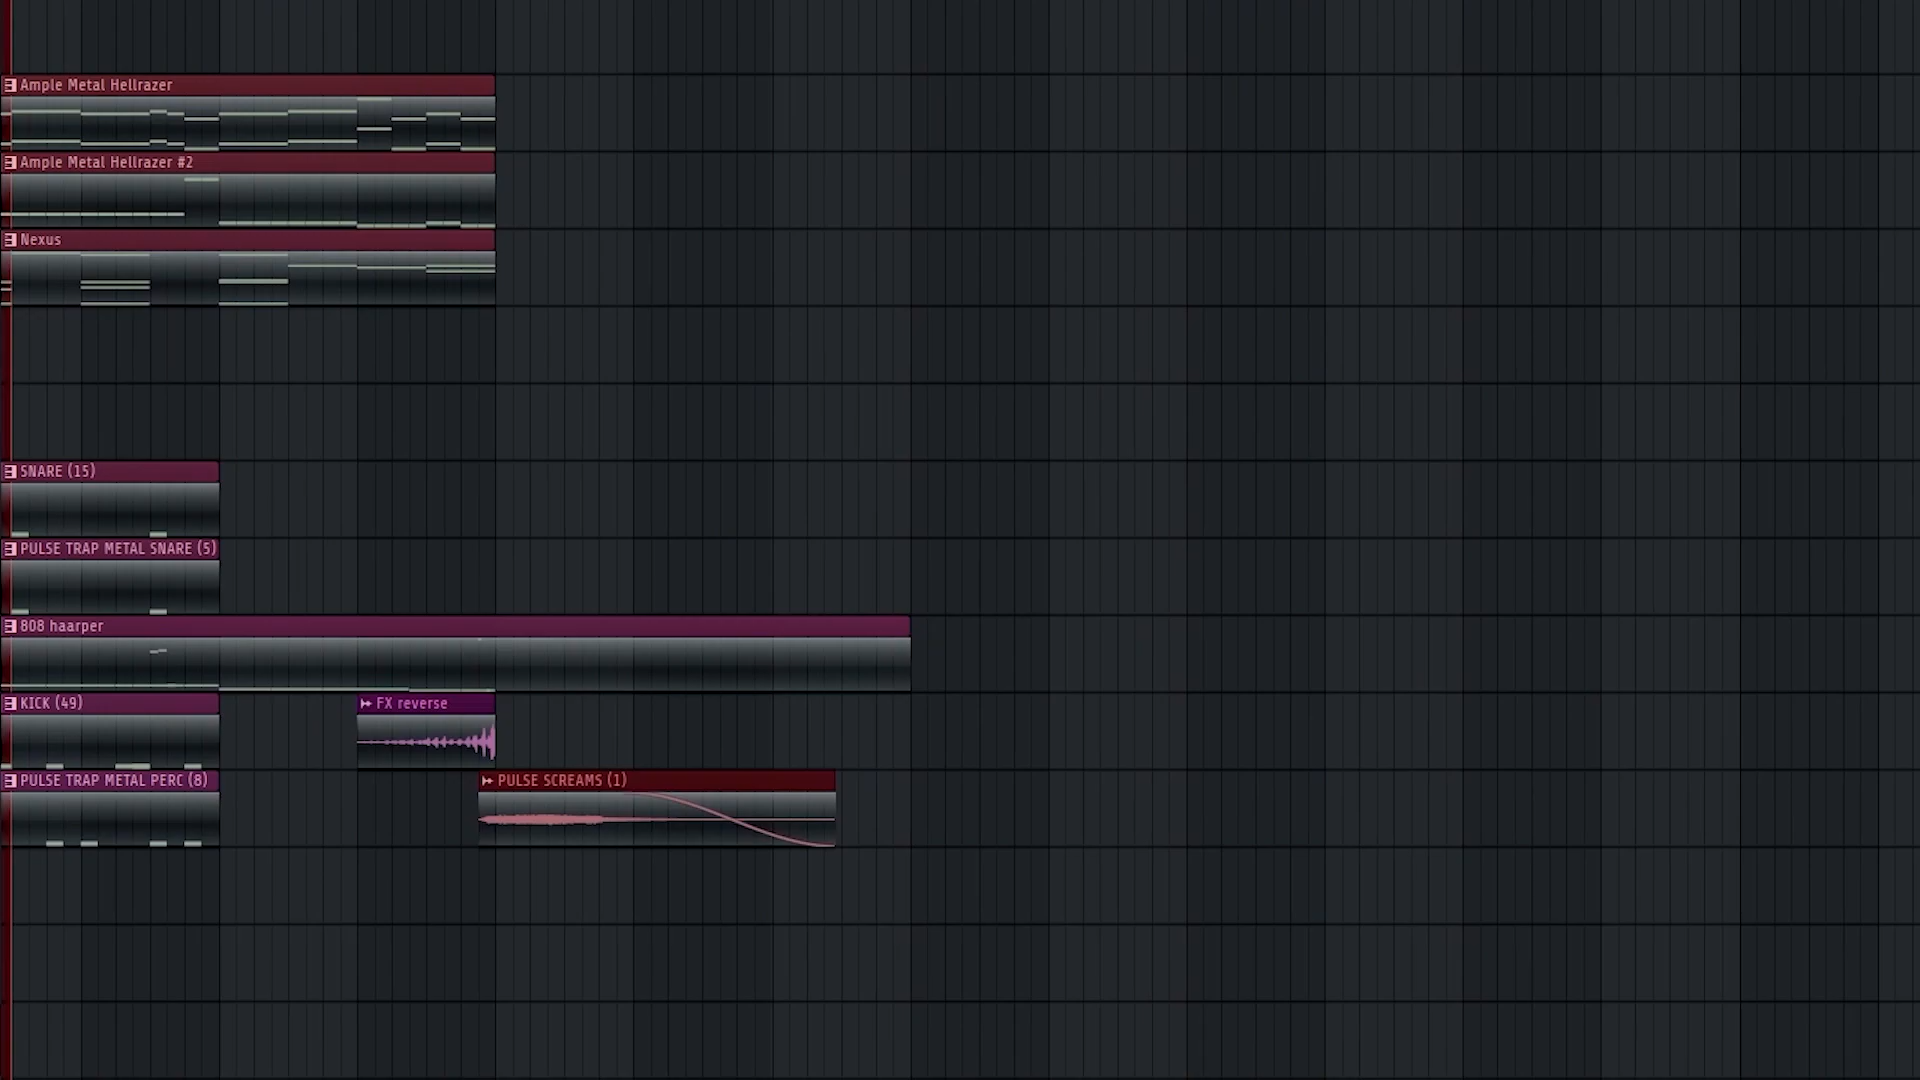 Ample Metal Hellrazer
Ample Metal Hellrazer #2
Nexus
SNARE (15)
PULSE TRAP METAL SNARE (5)
808 haarper
KICK (49)
FX reverse
PULSE TRAP METAL PERC (8)
PULSE SCREAMS (1)